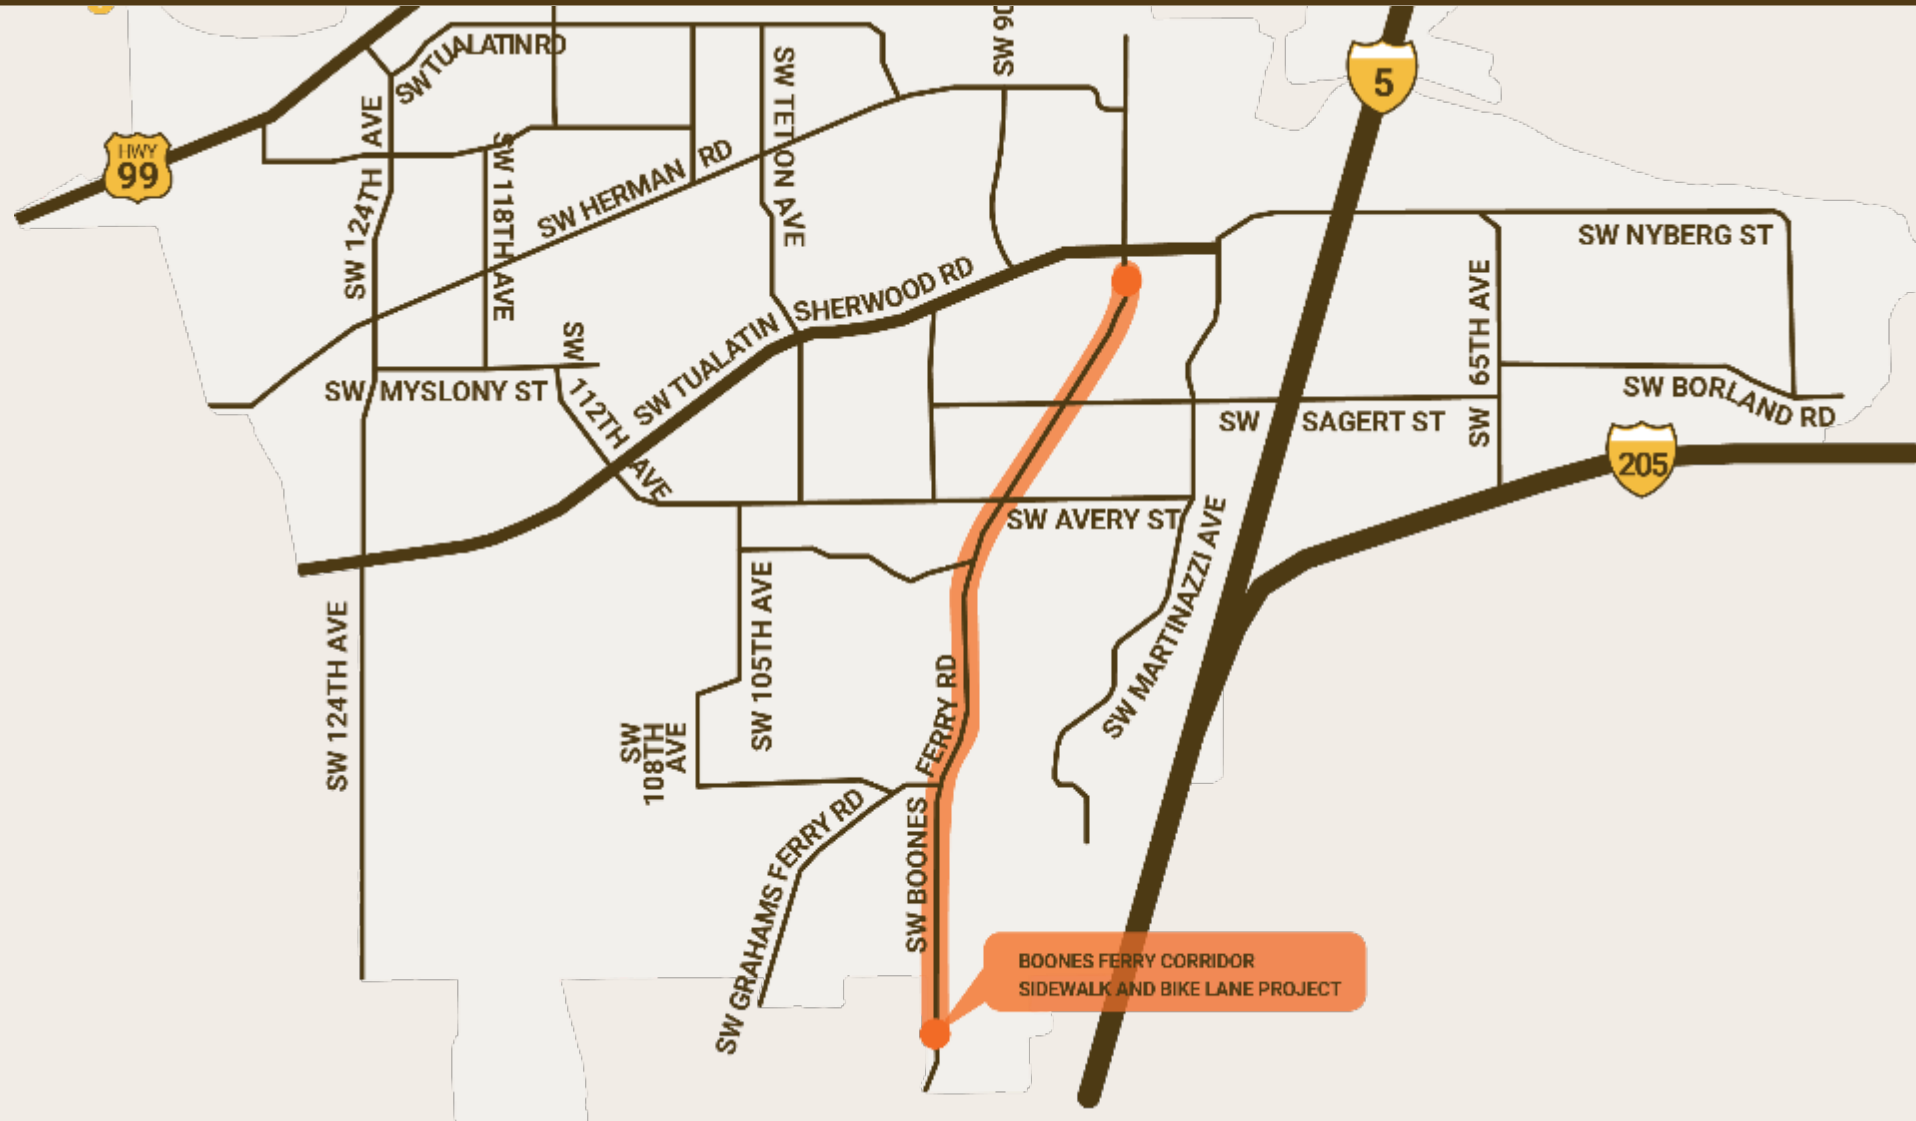 SW TUALATIN RD
SW 90
5
SW 124TH AVE
HWY
99
SW 118TH AVE
SW HERMAN RD
SW TETON AVE
SW NYBERG ST
SW TUALATIN SHERWOOD RD
SW 65TH AVE
SW MYSLONY ST
SW 112TH AVE
SW BORLAND RD
SW SAGERT ST
205
SW AVERY ST
SW MARTINAZZI AVE
SW 124TH AVE
SW 105TH AVE
SW
108TH
AVE
SW BOONES FERRY RD
SW GRAHAMS FERRY RD
BOONES FERRY CORRIDOR
SIDEWALK AND BIKE LANE PROJECT